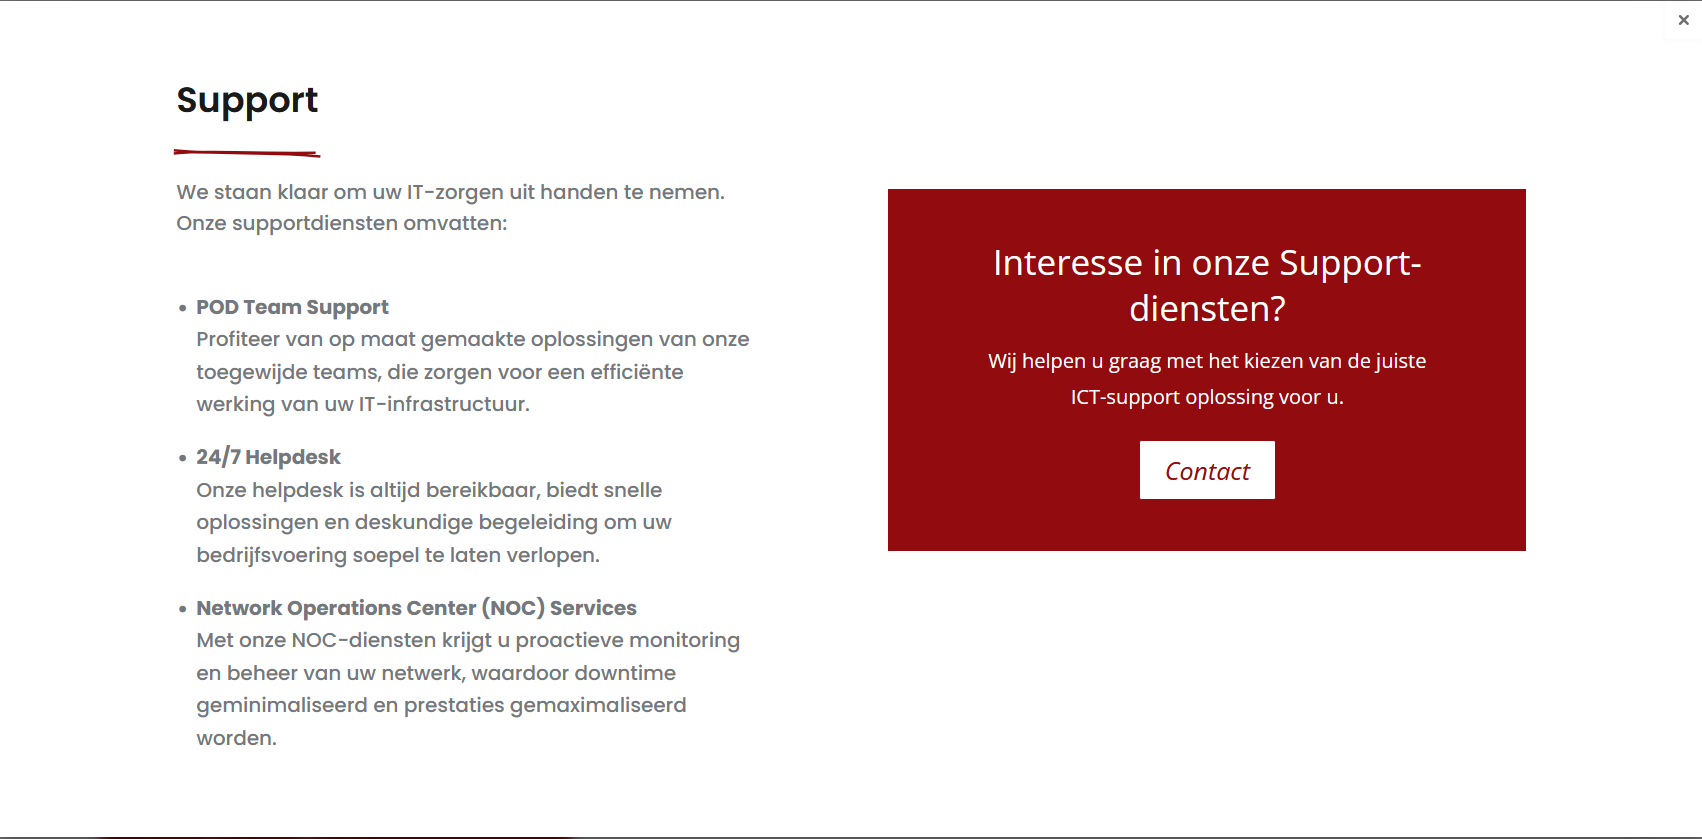 Support
We staan klaar om uw IT-zorgen uit handen te nemen.
Onze supportdiensten omvatten:
• POD Team Support
Profiteer van op maat gemaakte oplossingen van onze
toegewijde teams, die zorgen voor een efficiënte
werking van uw IT-infrastructuur.
• 24/7 Helpdesk
Onze helpdesk is altijd bereikbaar, biedt snelle
oplossingen en deskundige begeleiding om uw
bedrijfsvoering soepel te laten verlopen.
• Network Operations Center (NOC) Services
Met onze NOC-diensten krijgt u proactieve monitoring
en beheer van uw netwerk, waardoor downtime
geminimaliseerd en prestaties gemaximaliseerd
worden.
Interesse in onze Support-
diensten?
Wij helpen u graag met het kiezen van de juiste
ICT-support oplossing voor u.
Contact